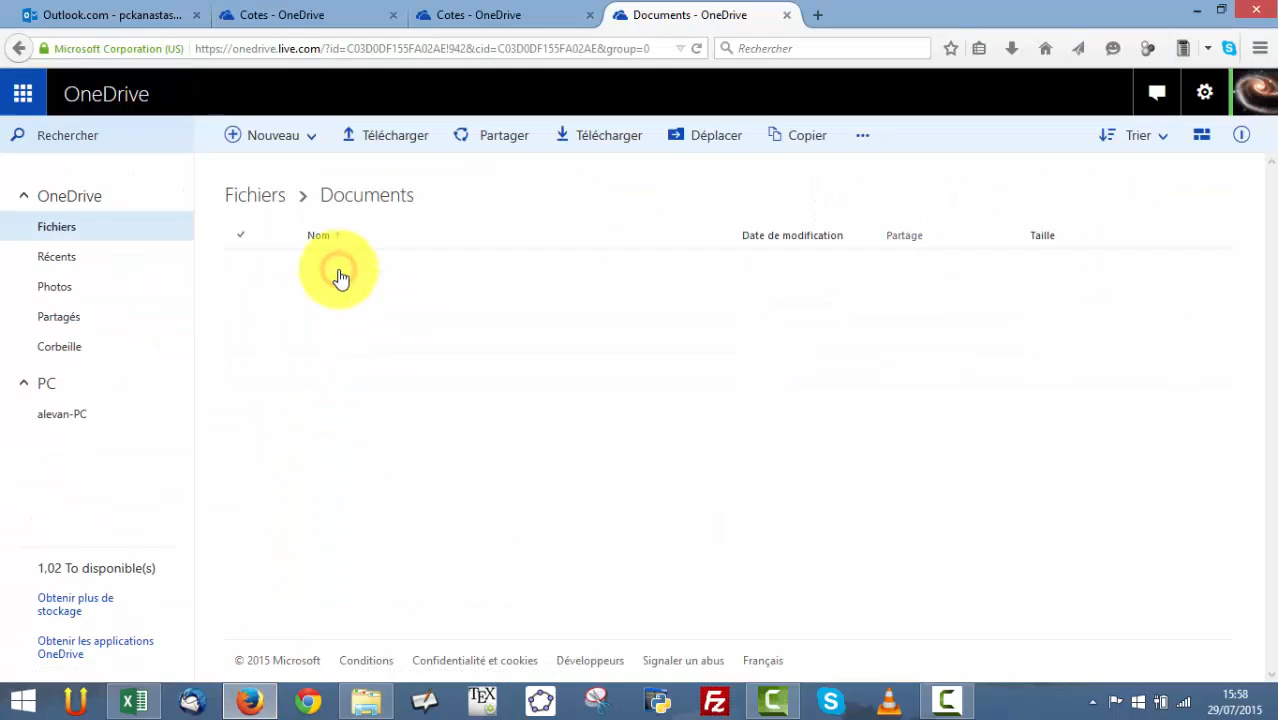 Outlook.com - pckanastas...
Cotes - OneDrive
Cotes - OneDrive
Documents - OneDrive
Microsoft Corporation (US)
https://onedrive.live.com/?id=C03D0DF155FA02AE!942&cid=C03D0DF155FA02AE&group=0
Rechercher
OneDrive
Rechercher
Nouveau
Télécharger
Partager
Télécharger
Déplacer
Copier
Trier
OneDrive
Fichiers
Récents
Photos
Partagés
Corbeille
PC
alevan-PC
Fichiers > Documents
Nom
Date de modification
Partage
Taille
1,02 To disponible(s)
Obtenir plus de
stockage
Obtenir les applications
OneDrive
© 2015 Microsoft
Conditions
Confidentialité et cookies
Développeurs
Signaler un abus
Français
TEX
Fz
15:58
29/07/2015